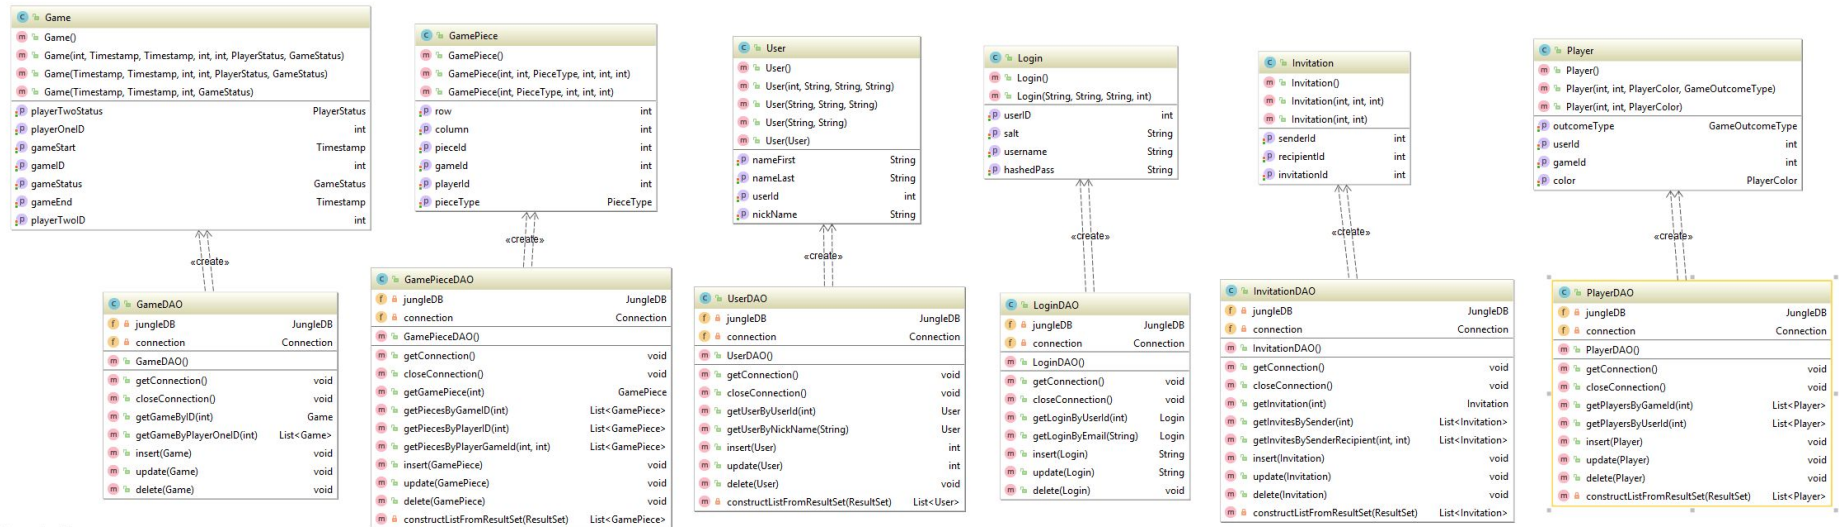 Game
Game()
Game(int, Timestamp, Timestamp, int, int, PlayerStatus, GameStatus)
Game(Timestamp, Timestamp, int, int, PlayerStatus, GameStatus)
Game(Timestamp, Timestamp, int, GameStatus)
playerTwoStatus PlayerStatus
playerOneID int
gameStart Timestamp
gameID int
gameStatus GameStatus
gameEnd Timestamp
playerTwoID int
GamePiece
GamePiece()
GamePiece(int, int, PieceType, int, int, int)
GamePiece(int, PieceType, int, int, int)
row int
column int
pieceId int
gameId int
playerId int
pieceType PieceType
User
User()
User(int, String, String, String)
User(String, String, String)
User(String, String)
User(User)
nameFirst String
nameLast String
userId int
nickName String
Login
Login()
Login(String, String, String, int)
userID int
salt String
username String
hashedPass String
Invitation
Invitation()
Invitation(int, int, int)
Invitation(int, int)
senderId int
recipientId int
invitationId int
Player
Player()
Player(int, int, PlayerColor, GameOutcomeType)
Player(int, int, PlayerColor)
outcomeType GameOutcomeType
userId int
gameId int
color PlayerColor
«create»
«create»
«create»
«create»
«create»
«create»
GameDAO
jungleDB JungleDB
connection Connection
GameDAO()
getConnection() void
closeConnection() void
getGameByID(int) Game
getGameByPlayerOneID(int) List<Game>
insert(Game) void
update(Game) void
delete(Game) void
GamePieceDAO
jungleDB JungleDB
connection Connection
GamePieceDAO()
getConnection() void
closeConnection() void
getGamePiece(int) GamePiece
getPiecesByGameID(int) List<GamePiece>
getPiecesByPlayerID(int) List<GamePiece>
getPiecesByPlayerGameId(int, int) List<GamePiece>
insert(GamePiece) void
update(GamePiece) void
delete(GamePiece) void
constructListFromResultSet(ResultSet) List<GamePiece>
UserDAO
jungleDB JungleDB
connection Connection
UserDAO()
getConnection() void
closeConnection() void
getUserByUserId(int) User
getUserByNickName(String) User
insert(User) int
update(User) int
delete(User) void
constructListFromResultSet(ResultSet) List<User>
LoginDAO
jungleDB JungleDB
connection Connection
LoginDAO()
getConnection() void
closeConnection() void
getLoginByUserId(int) Login
getLoginByEmail(String) Login
insert(Login) String
update(Login) String
delete(Login) void
InvitationDAO
jungleDB JungleDB
connection Connection
InvitationDAO()
getConnection() void
closeConnection() void
getInvitation(int) Invitation
getInvitesBySender(int) List<Invitation>
getInvitesBySenderRecipient(int, int) List<Invitation>
insert(Invitation) void
update(Invitation) void
delete(Invitation) void
constructListFromResultSet(ResultSet) List<Invitation>
PlayerDAO
jungleDB JungleDB
connection Connection
PlayerDAO()
getConnection() void
closeConnection() void
getPlayersByGameId(int) List<Player>
getPlayersByUserId(int) List<Player>
insert(Player) void
update(Player) void
delete(Player) void
constructListFromResultSet(ResultSet) List<Player>